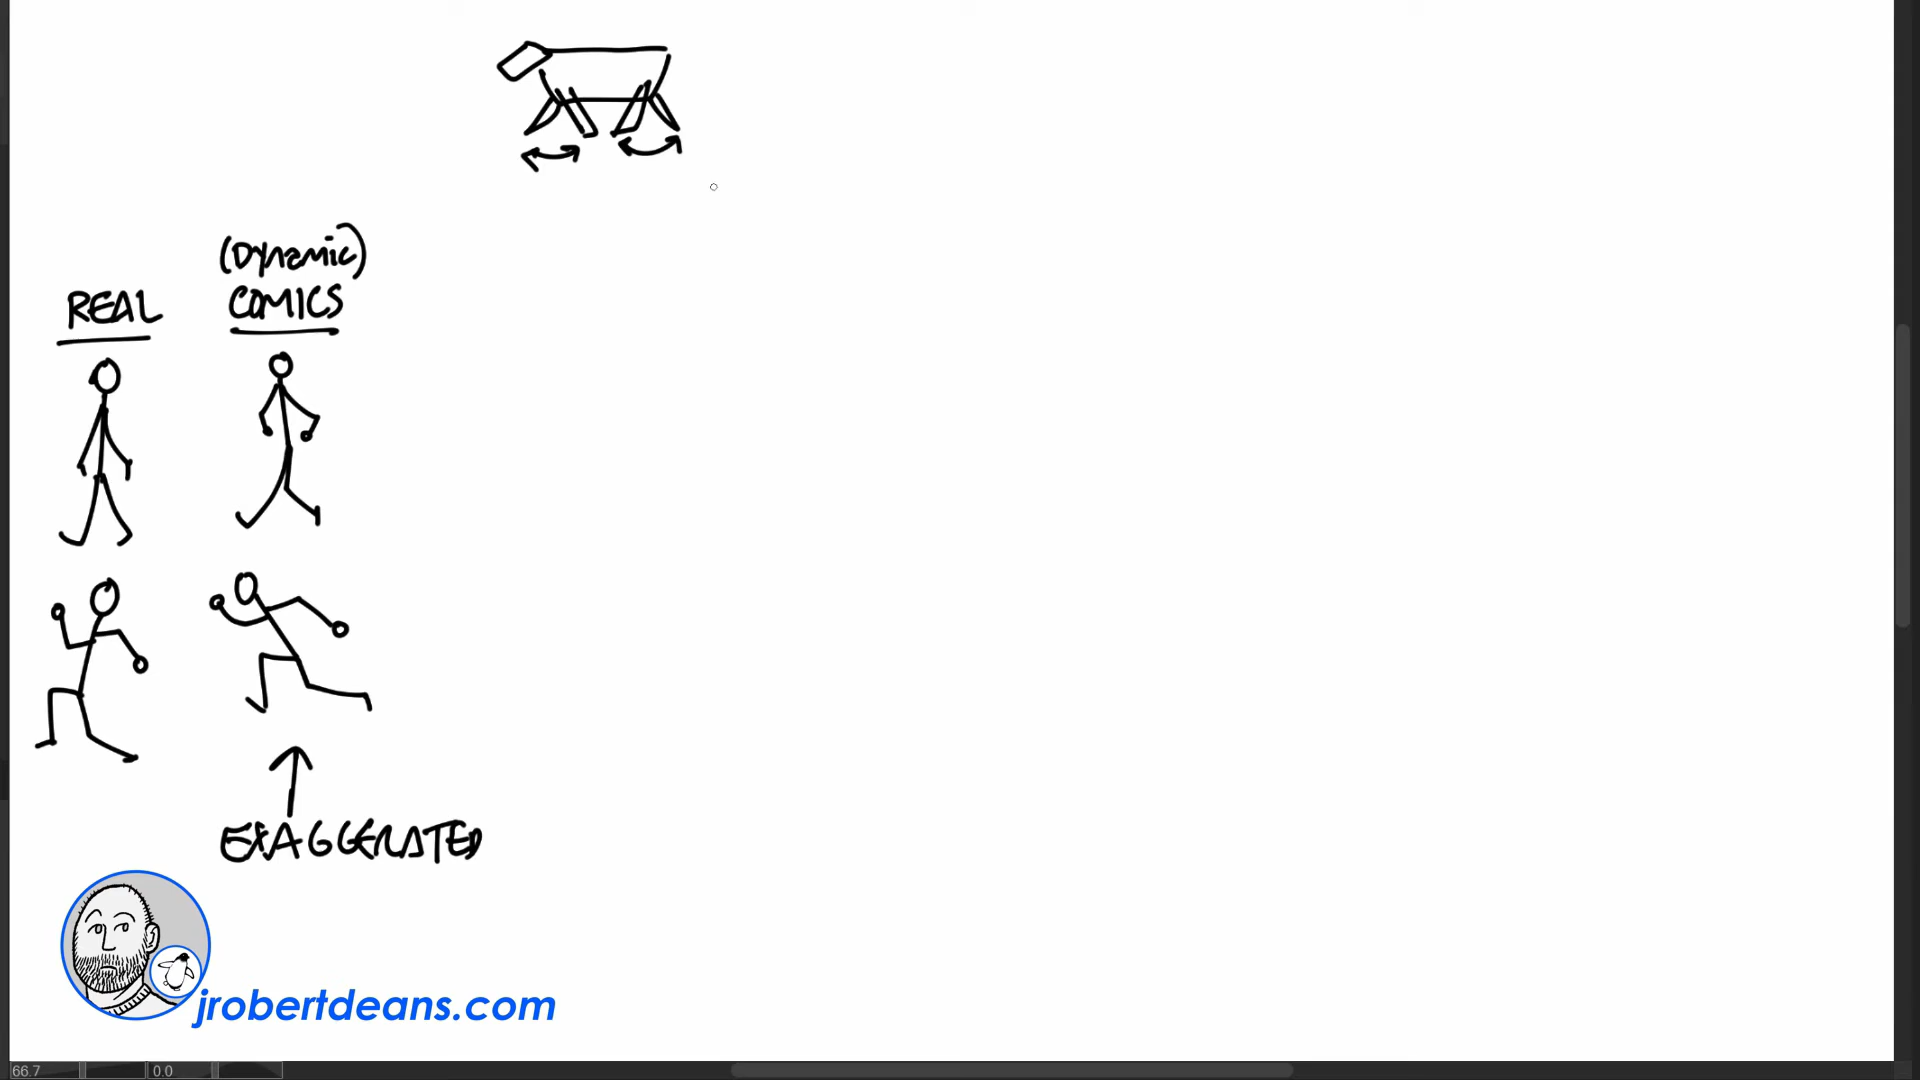 (Dynamic)
REAL
COMICS
EXAGGERATED
jrobertdeans.com
66.7
0.0